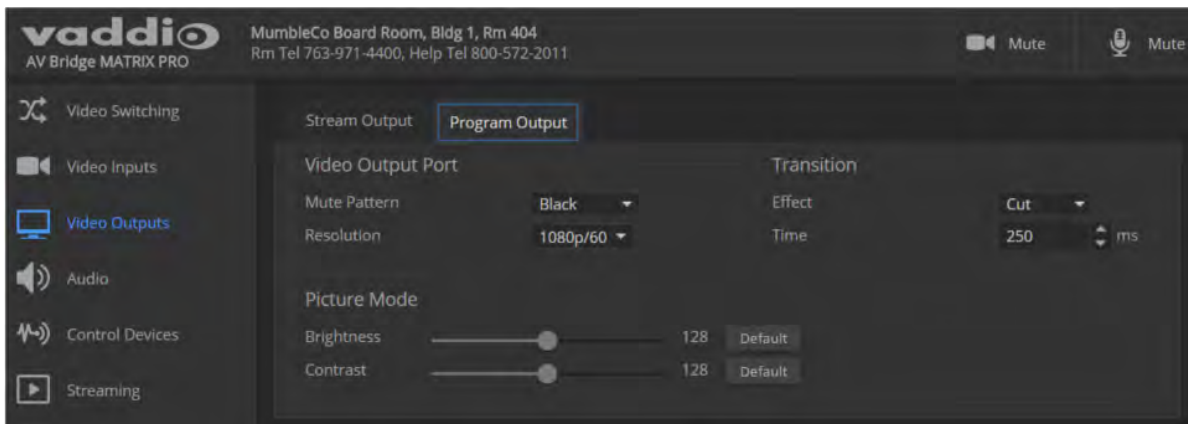 vaddio
AV Bridge MATRIX PRO
MumbleCo Board Room, Bldg 1, Rm 404
Rm Tel 763-971-4400, Help Tel 800-572-2011
Mute
Mute
Video Switching
Video Inputs
Video Outputs
Audio
Control Devices
Streaming
Stream Output
Program Output
Video Output Port
Mute Pattern Black
Resolution 1080p/60
Transition
Effect Cut
Time 250 ms
Picture Mode
Brightness 128 Default
Contrast 128 Default